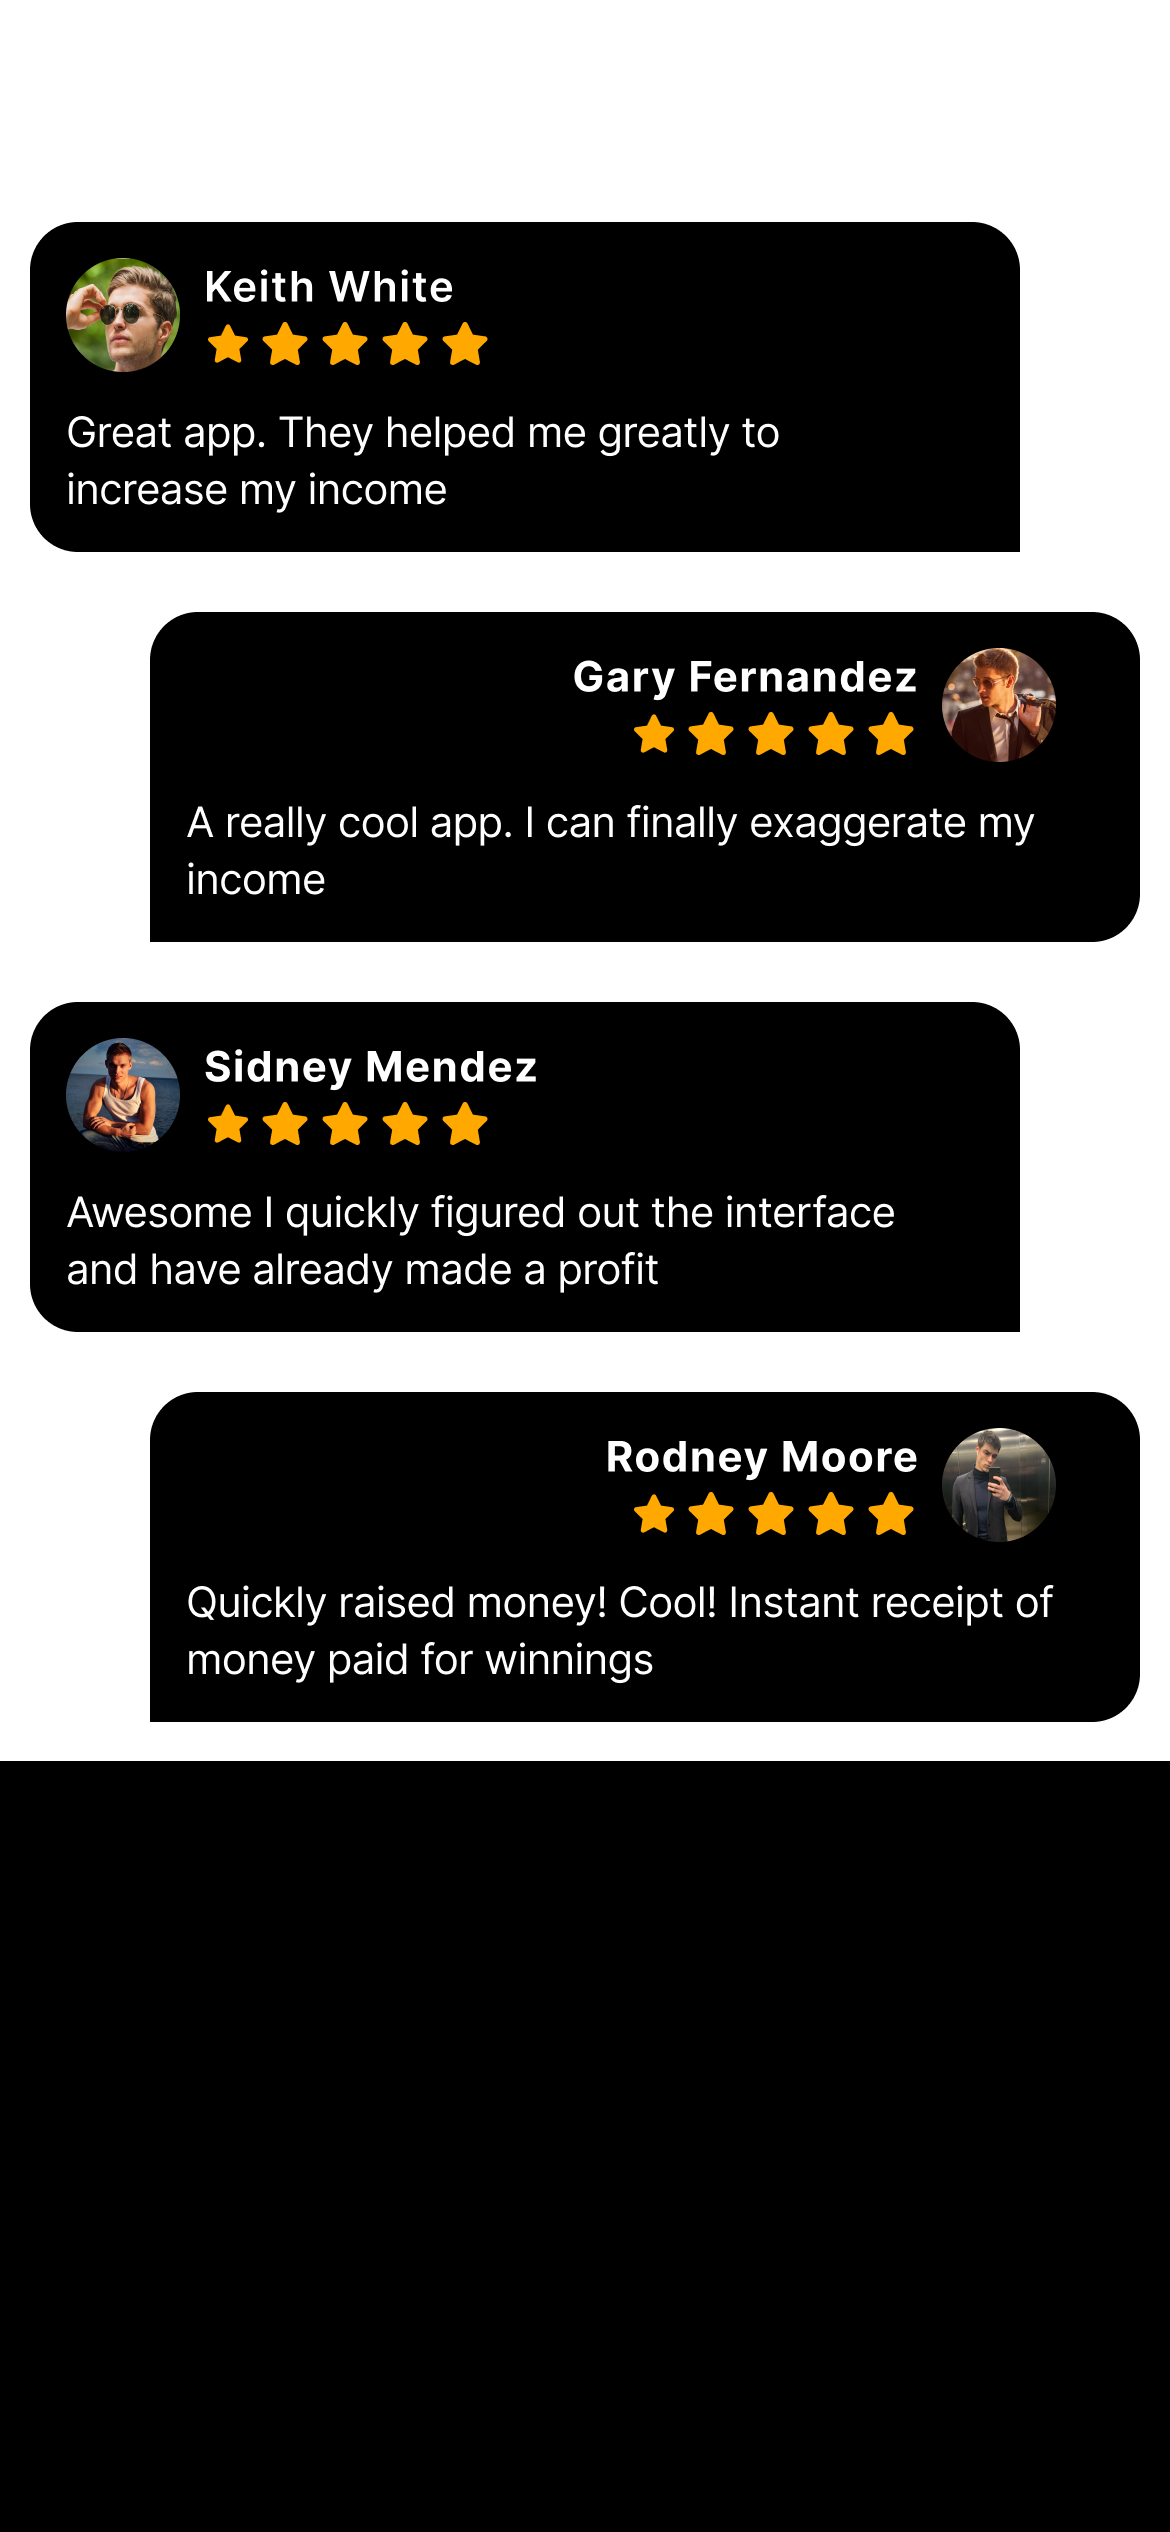 Keith White
Great app. They helped me greatly to
increase my income
Gary Fernandez
A really cool app. I can finally exaggerate my
income
Sidney Mendez
Awesome I quickly figured out the interface
and have already made a profit
Rodney Moore
Quickly raised money! Cool! Instant receipt of
money paid for winnings